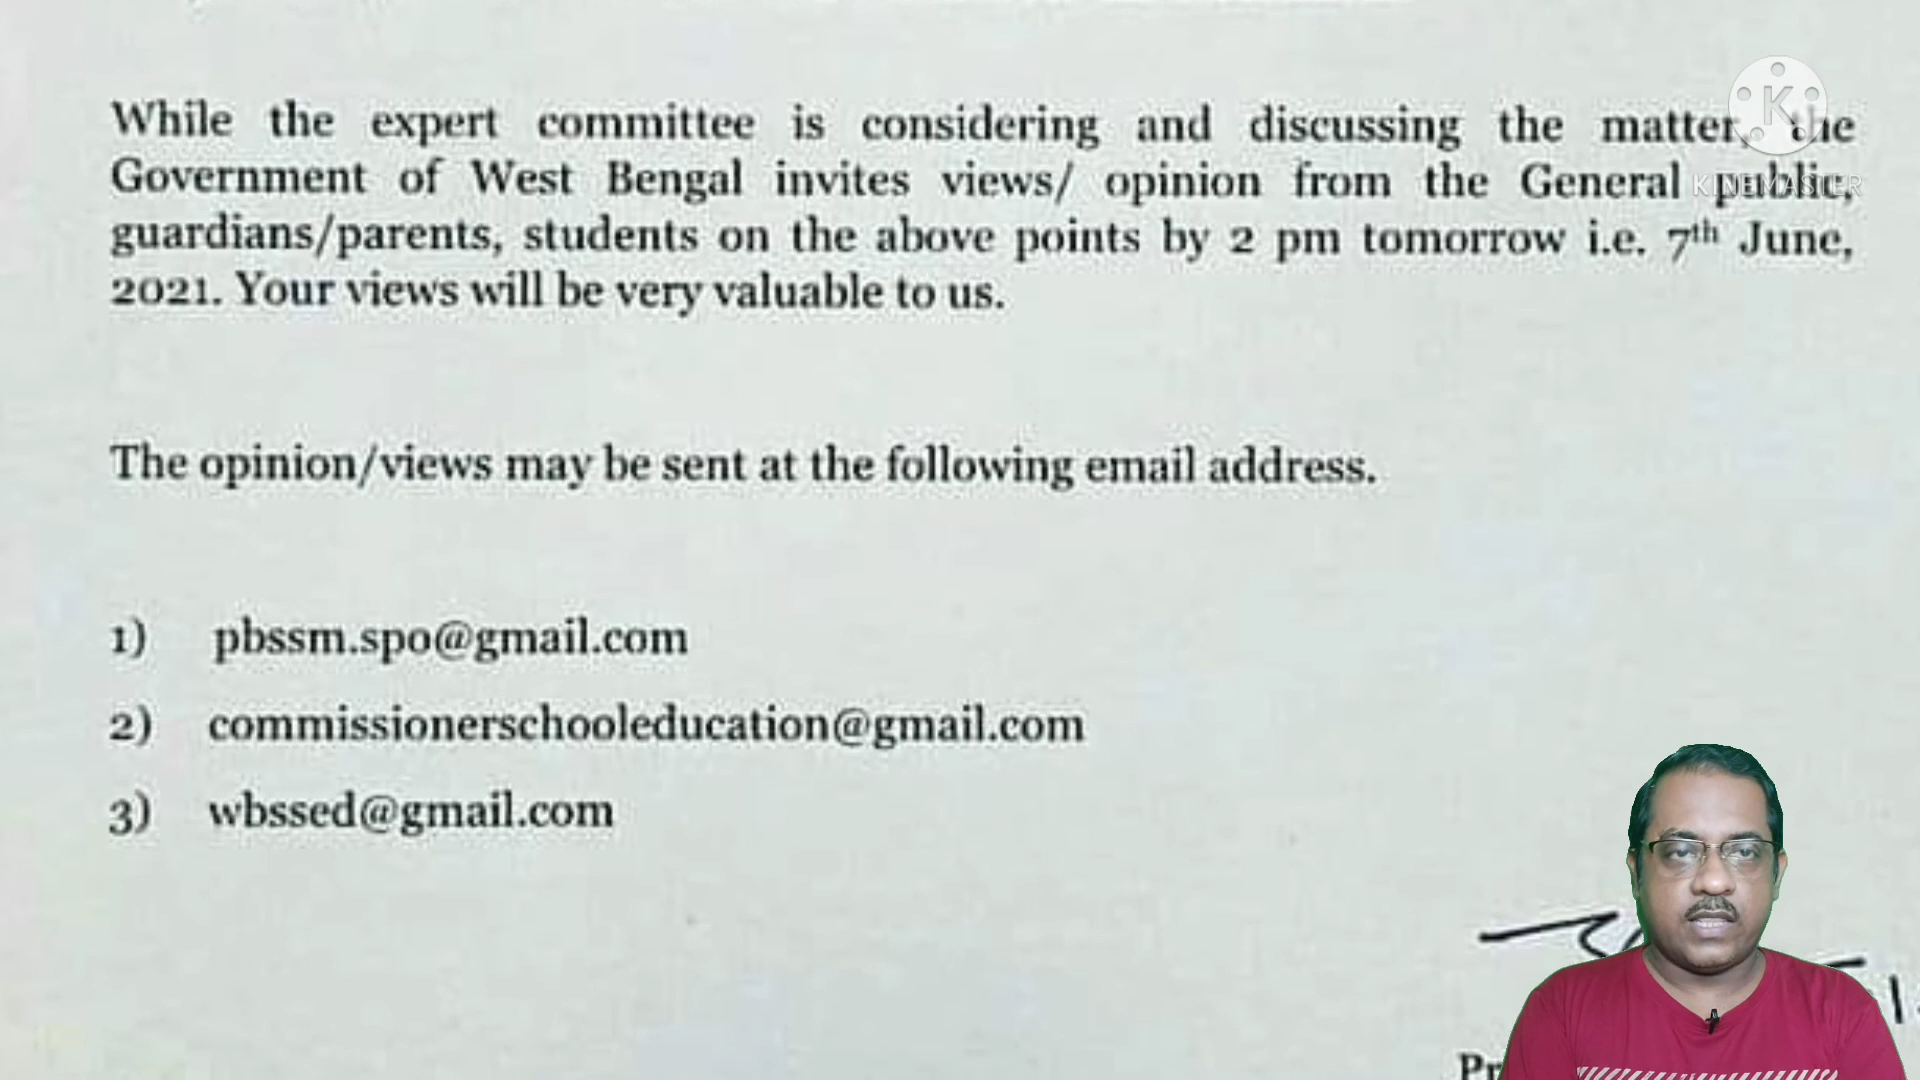 While the expert committee is considering and discussing the matter, the
Government of West Bengal invites views/ opinion from the General public,
guardians/parents, students on the above points by 2 pm tomorrow i.e. 7th June,
2021. Your views will be very valuable to us.
The opinion/views may be sent at the following email address.
1) pbssm.spo@gmail.com
2) commissionerschooleducation@gmail.com
3) wbssed@gmail.com
K
KINEMASTER